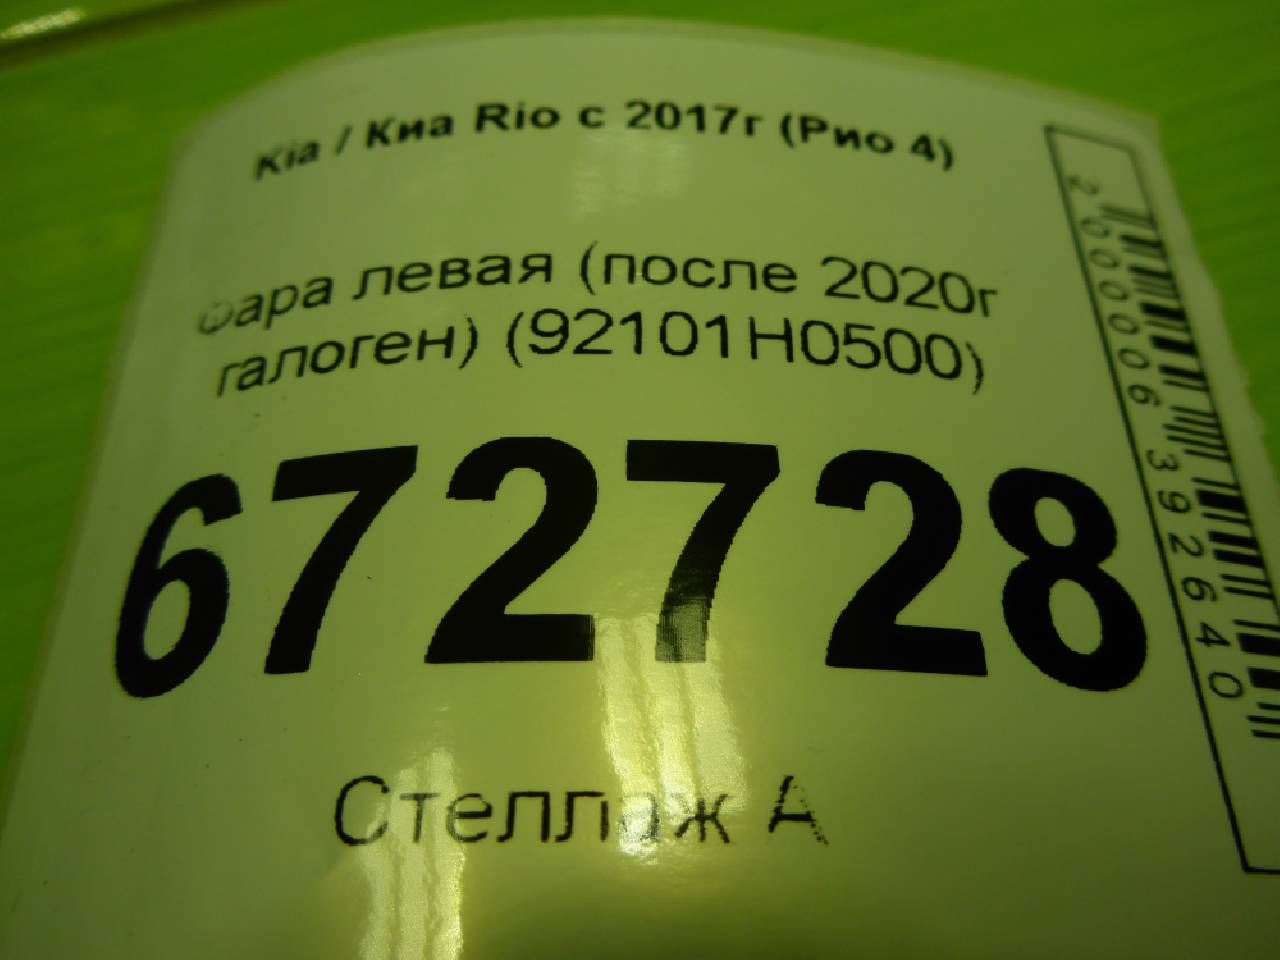 Kia / Киа Rio с 2017г (Рио 4)
фара левая (после 2020г
галоген) (92101H0500)
672728
Стеллаж А
2000006392640